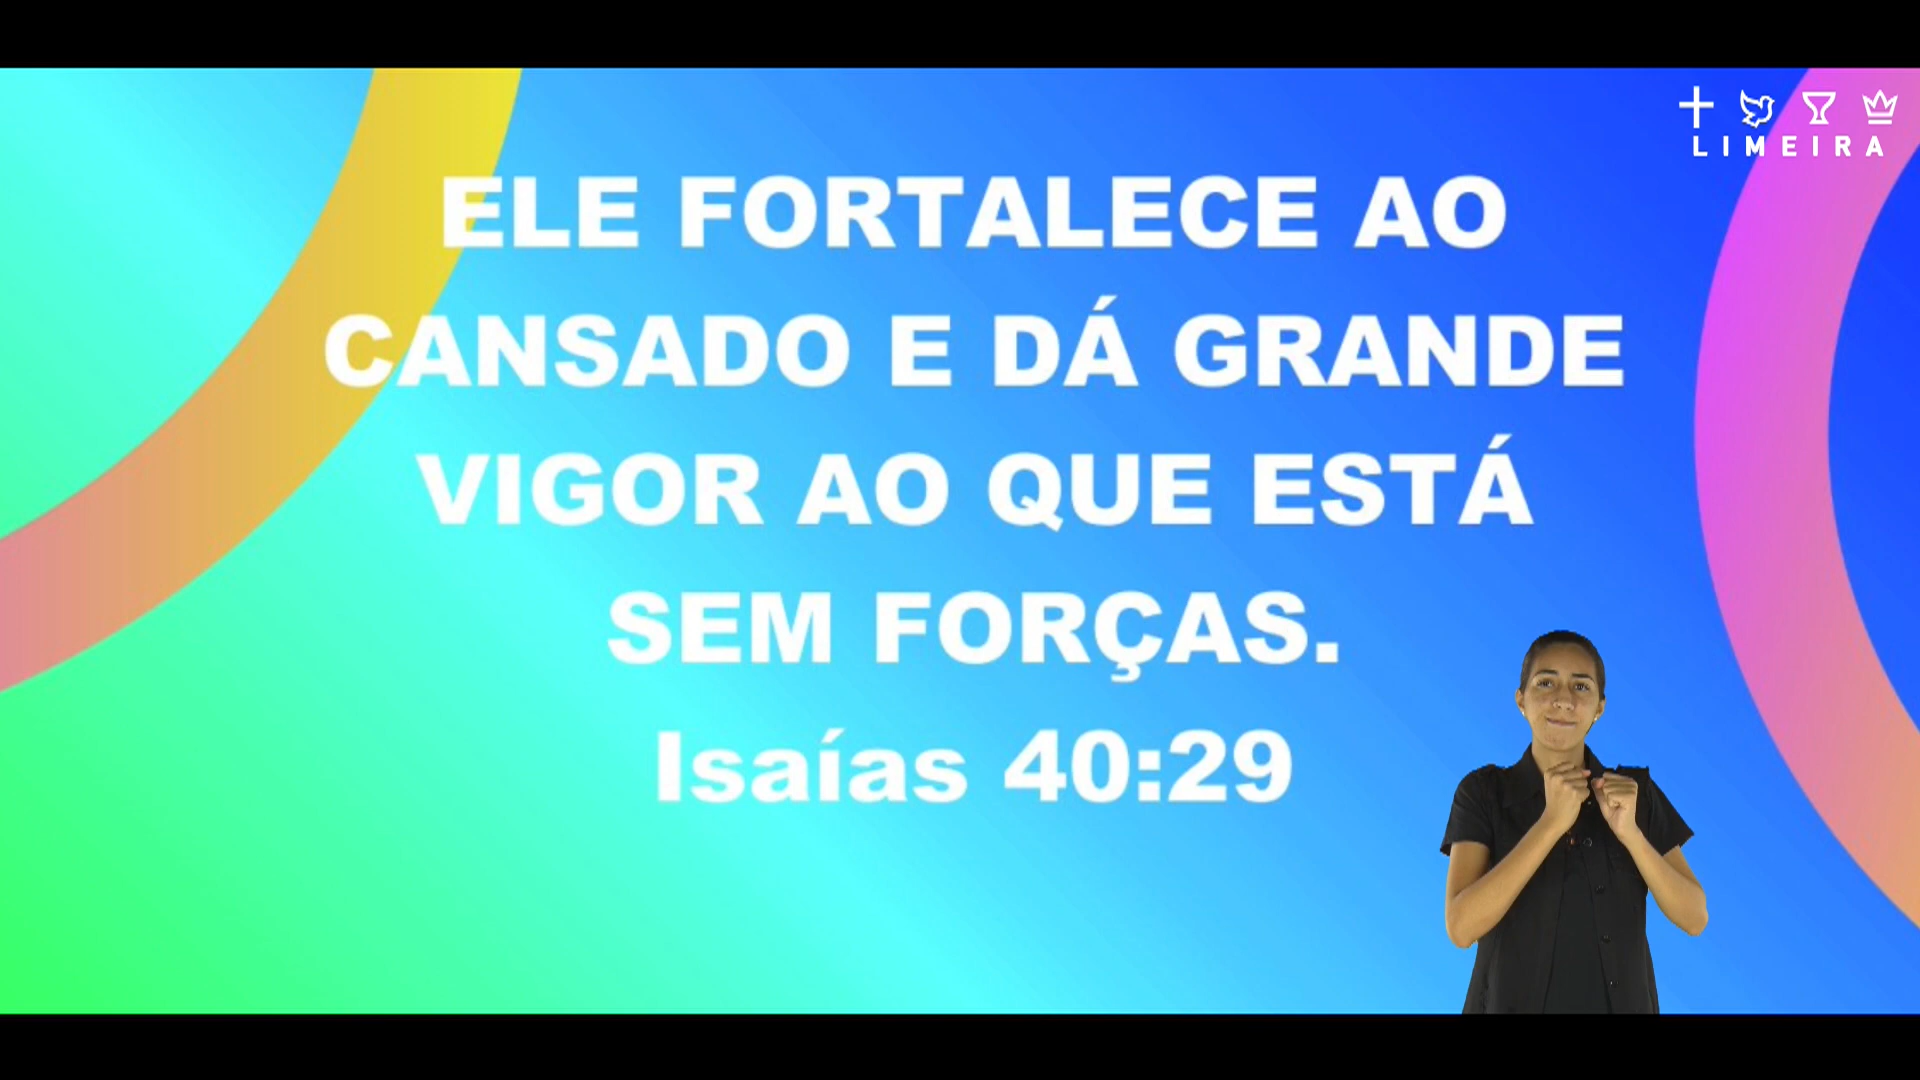 LIMEIRA
ELE FORTALECE AO
CANSADO E DÁ GRANDE
VIGOR AO QUE ESTÁ
SEM FORÇAS.
Isaías 40:29